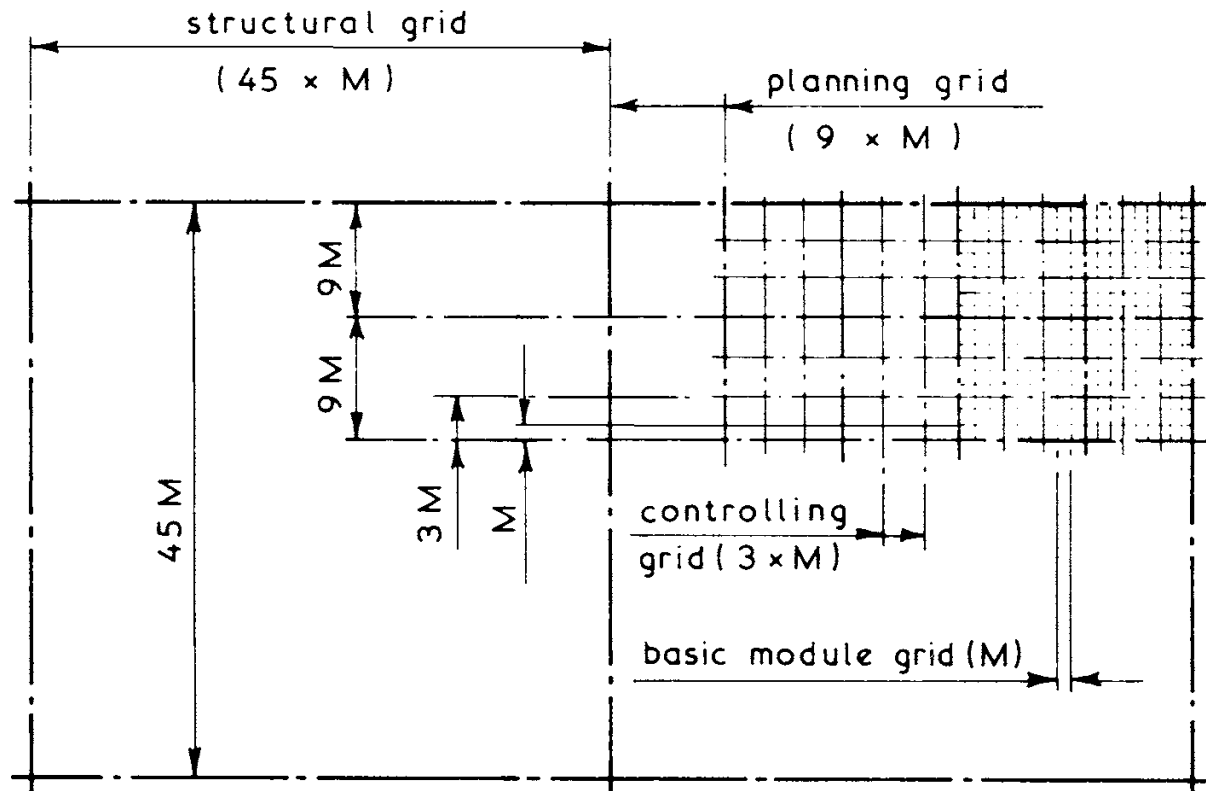 structural grid
(45 × M)
planning grid
(9 × M)
9M
9M
45M
3M
M
controlling
grid(3×M)
basic module grid(M)